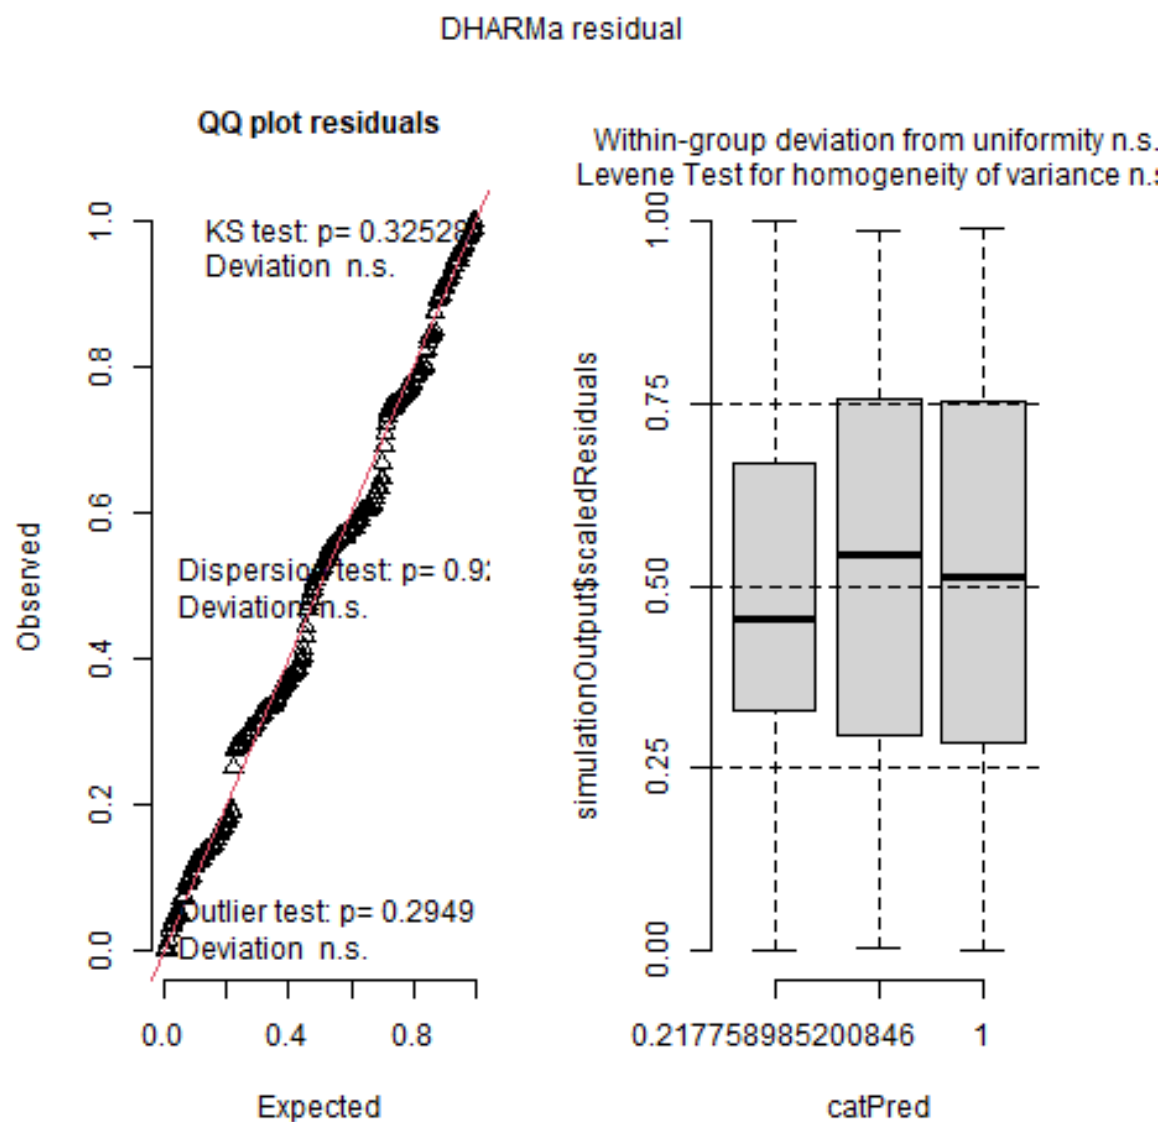 DHARMa residual
QQ plot residuals
KS test: p= 0.32528
Deviation n.s.
Dispersion test: p= 0.92
Deviation n.s.
Outlier test: p= 0.2949
Deviation n.s.
Observed
0.0
0.2
0.4
0.6
0.8
1.0
0.0
0.4
0.8
Expected
Within-group deviation from uniformity n.s.
Levene Test for homogeneity of variance n.s
simulationOutput$scaledResiduals
0.00
0.25
0.50
0.75
1.00
0.217758985200846
1
catPred